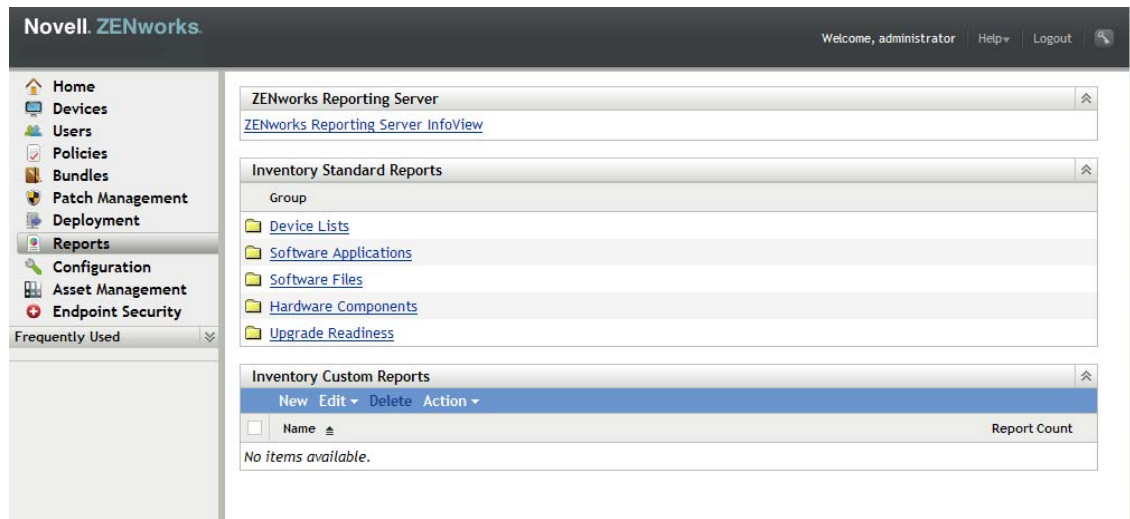 Novell. ZENworks.
Welcome, administrator Help Logout
Home
Devices
Users
Policies
Bundles
Patch Management
Deployment
Reports
Configuration
Asset Management
Endpoint Security
Frequently Used
ZENworks Reporting Server
ZENworks Reporting Server InfoView
Inventory Standard Reports
Group
Device Lists
Software Applications
Software Files
Hardware Components
Upgrade Readiness
Inventory Custom Reports
New Edit Delete Action
Name Report Count
No items available.